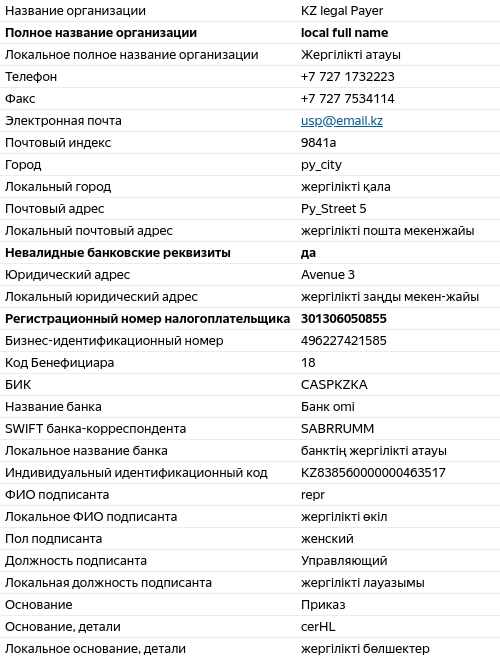 Название организации KZ legal Payer
Полное название организации local full name
Локальное полное название организации Жергілікті атауы
Телефон +7 727 1732223
Факс +7 727 7534114
Электронная почта usp@email.kz
Почтовый индекс 9841a
Город py_city
Локальный город жергілікті қала
Почтовый адрес Py_Street 5
Локальный почтовый адрес жергілікті пошта мекенжайы
Невалидные банковские реквизиты да
Юридический адрес Avenue 3
Локальный юридический адрес жергілікті заңды мекен-жайы
Регистрационный номер налогоплательщика 301306050855
Бизнес-идентификационный номер 496227421585
Код Бенефициара 18
БИК CASPKZKA
Название банка Банк omi
SWIFT банка-корреспондента SABRRUMM
Локальное название банка банктің жергілікті атауы
Индивидуальный идентификационный код KZ838560000000463517
ФИО подписанта repr
Локальное ФИО подписанта жергілікті өкіл
Пол подписанта женский
Должность подписанта Управляющий
Локальная должность подписанта жергілікті лауазымы
Основание Приказ
Основание, детали cerHL
Локальное основание, детали жергілікті бөлшектер